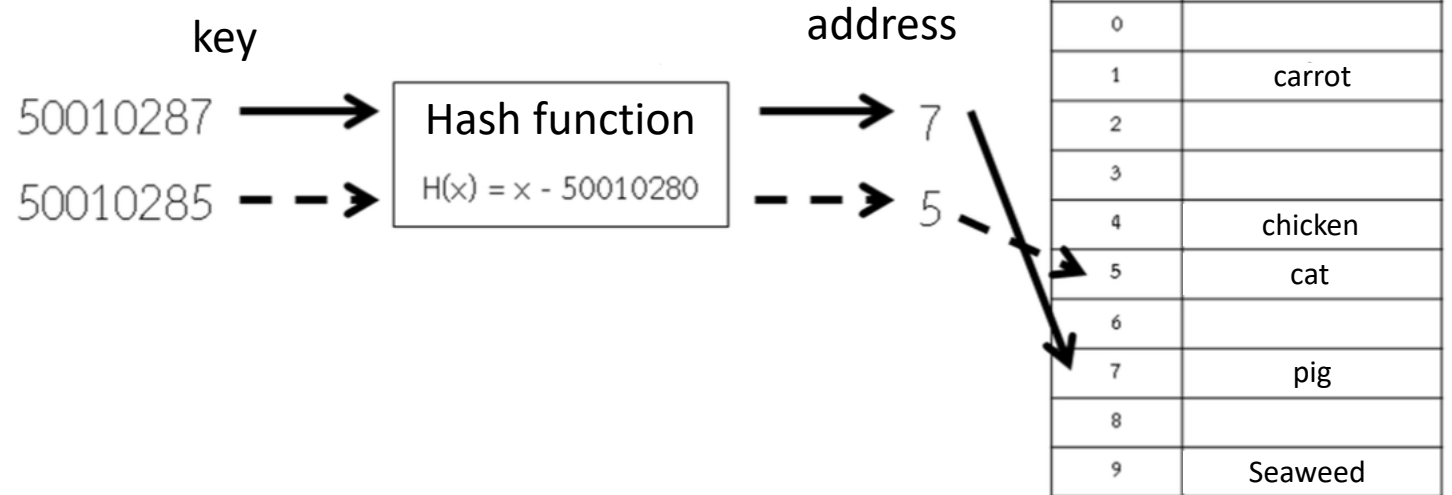 key
address
50010287
Hash function
7
H(x) = x - 50010280
50010285
5
0
1 carrot
2
3
4 chicken
5 cat
6
7 pig
8
9 Seaweed